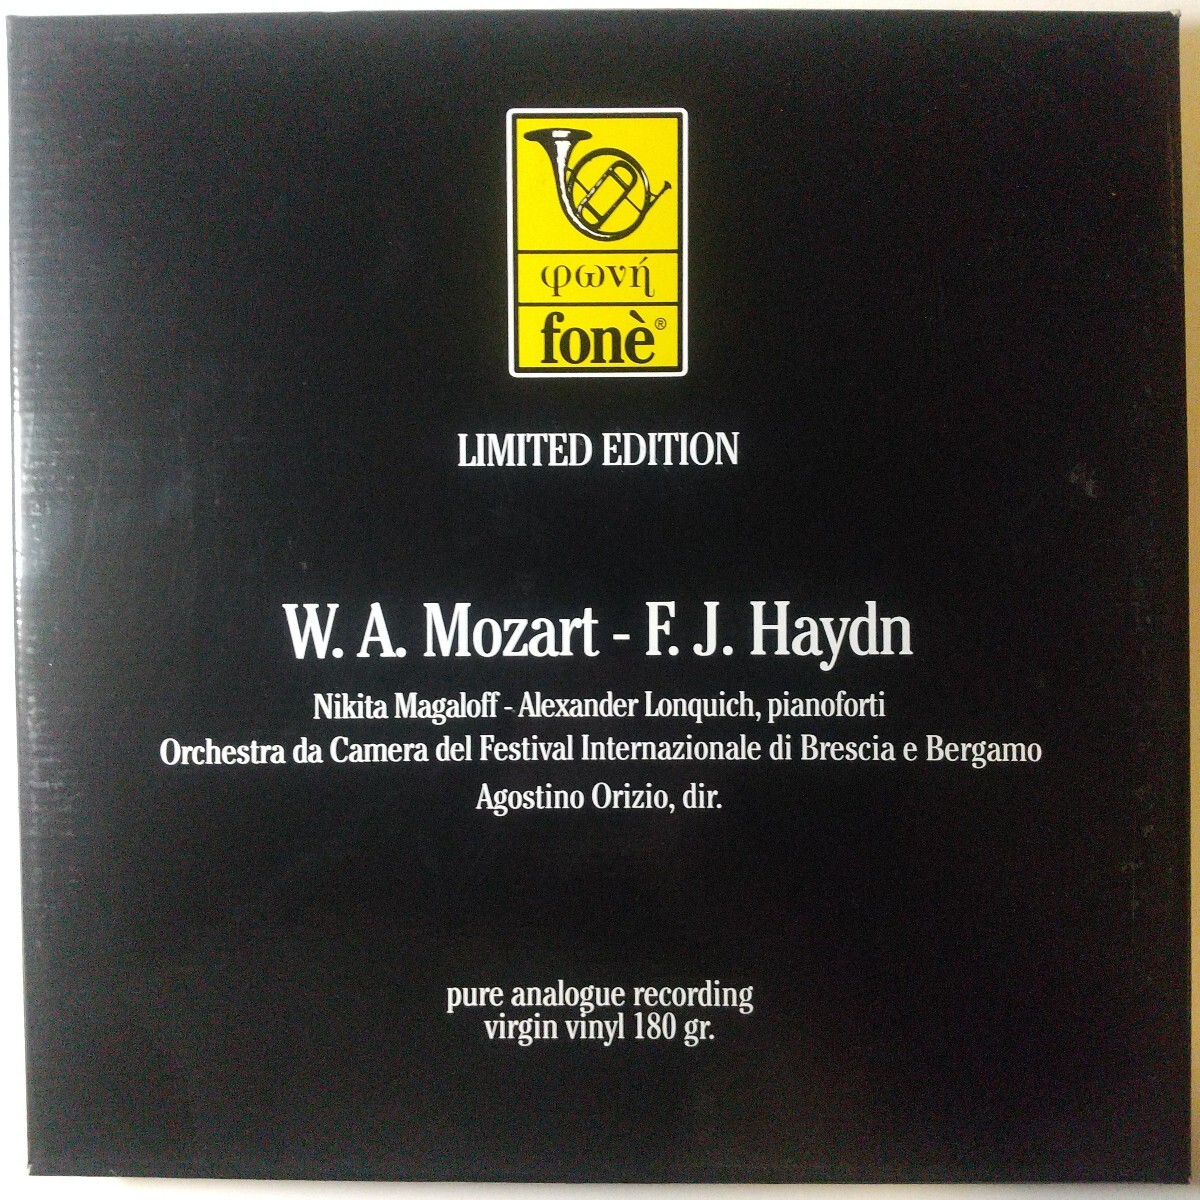 φωνή
fonè®
LIMITED EDITION
W. A. Mozart - F. J. Haydn
Nikita Magaloff - Alexander Lonquich, pianoforti
Orchestra da Camera del Festival Internazionale di Brescia e Bergamo
Agostino Orizio, dir.
pure analogue recording
virgin vinyl 180 gr.